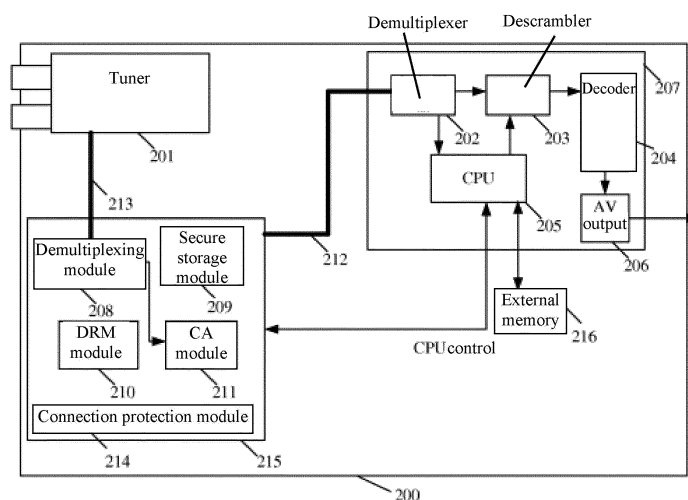 Demultiplexer
Descrambler
Tuner
201
....
202
203
Decoder
204
207
CPU
205
AV
output
206
213
212
Demultiplexing
module
208
Secure
storage
module
209
DRM
module
210
CA
module
211
External
memory
216
CPU control
Connection protection module
214
215
200